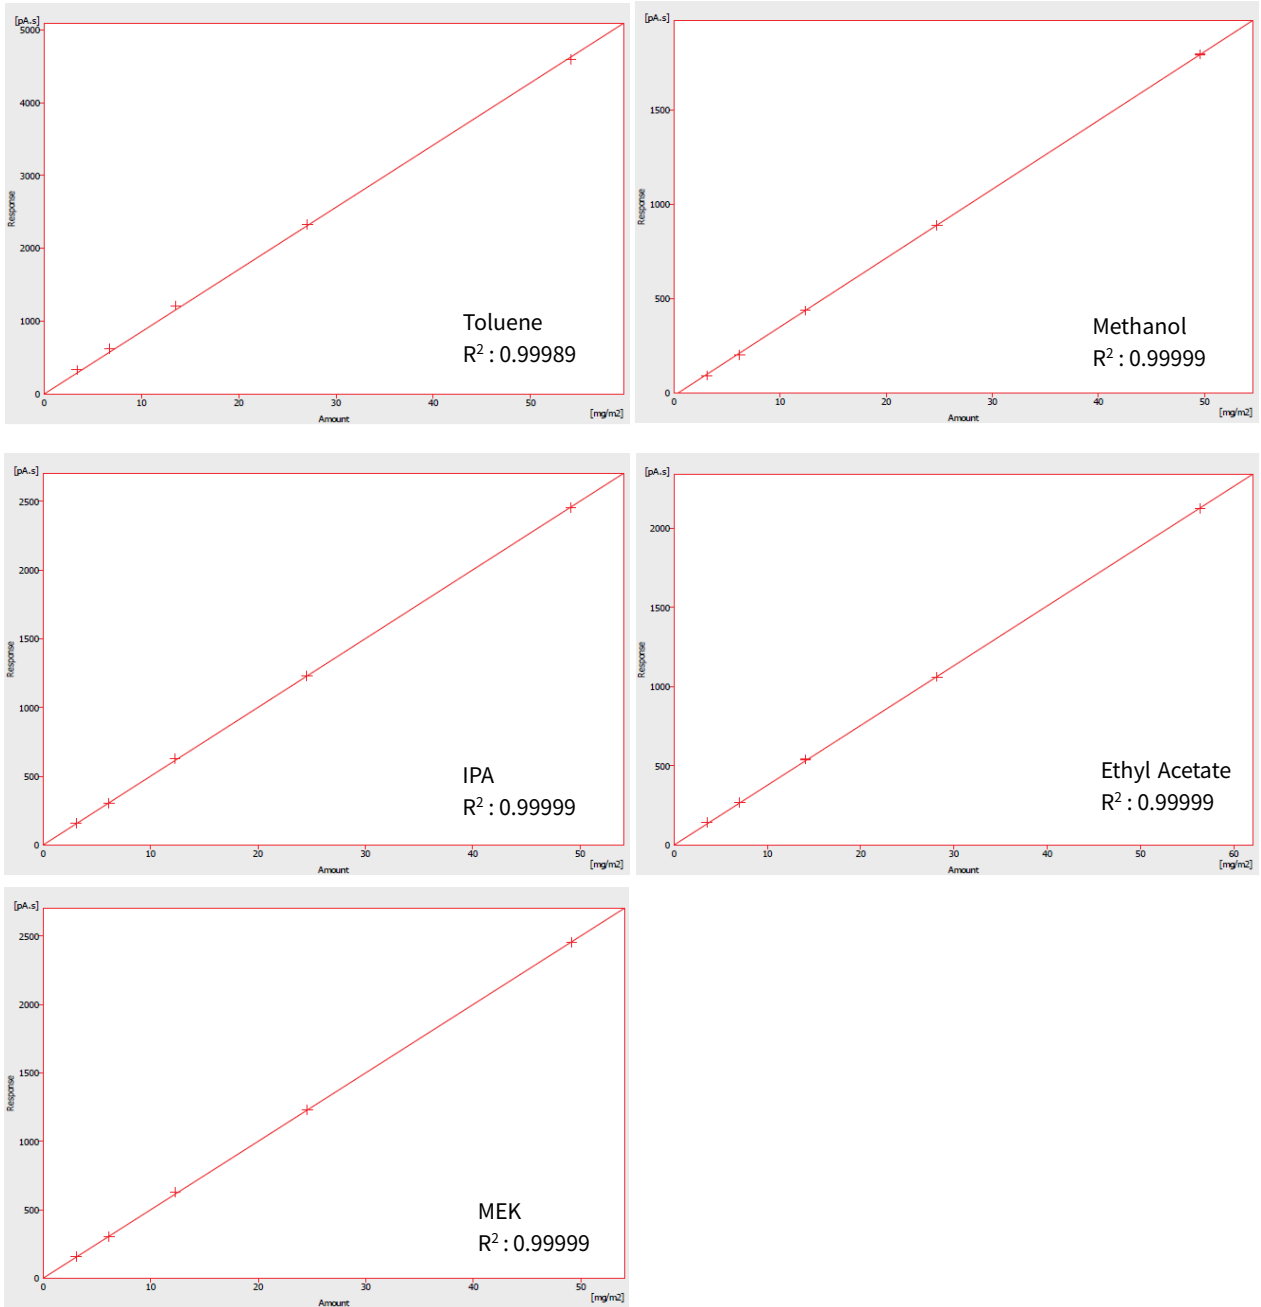 [pA.s]
5000
4000
3000
2000
1000
0
Response
0 10 20 30 40 50
Amount
[mg/m2]
Toluene
R² : 0.99989
[pA.s]
1500
1000
500
0
Response
0 10 20 30 40 50
Amount
[mg/m2]
Methanol
R² : 0.99999
[pA.s]
2500
2000
1500
1000
500
0
Response
0 10 20 30 40 50
Amount
[mg/m2]
IPA
R² : 0.99999
[pA.s]
2000
1500
1000
500
0
Response
0 10 20 30 40 50 60
Amount
[mg/m2]
Ethyl Acetate
R² : 0.99999
[pA.s]
2500
2000
1500
1000
500
0
Response
0 10 20 30 40 50
Amount
[mg/m2]
MEK
R² : 0.99999